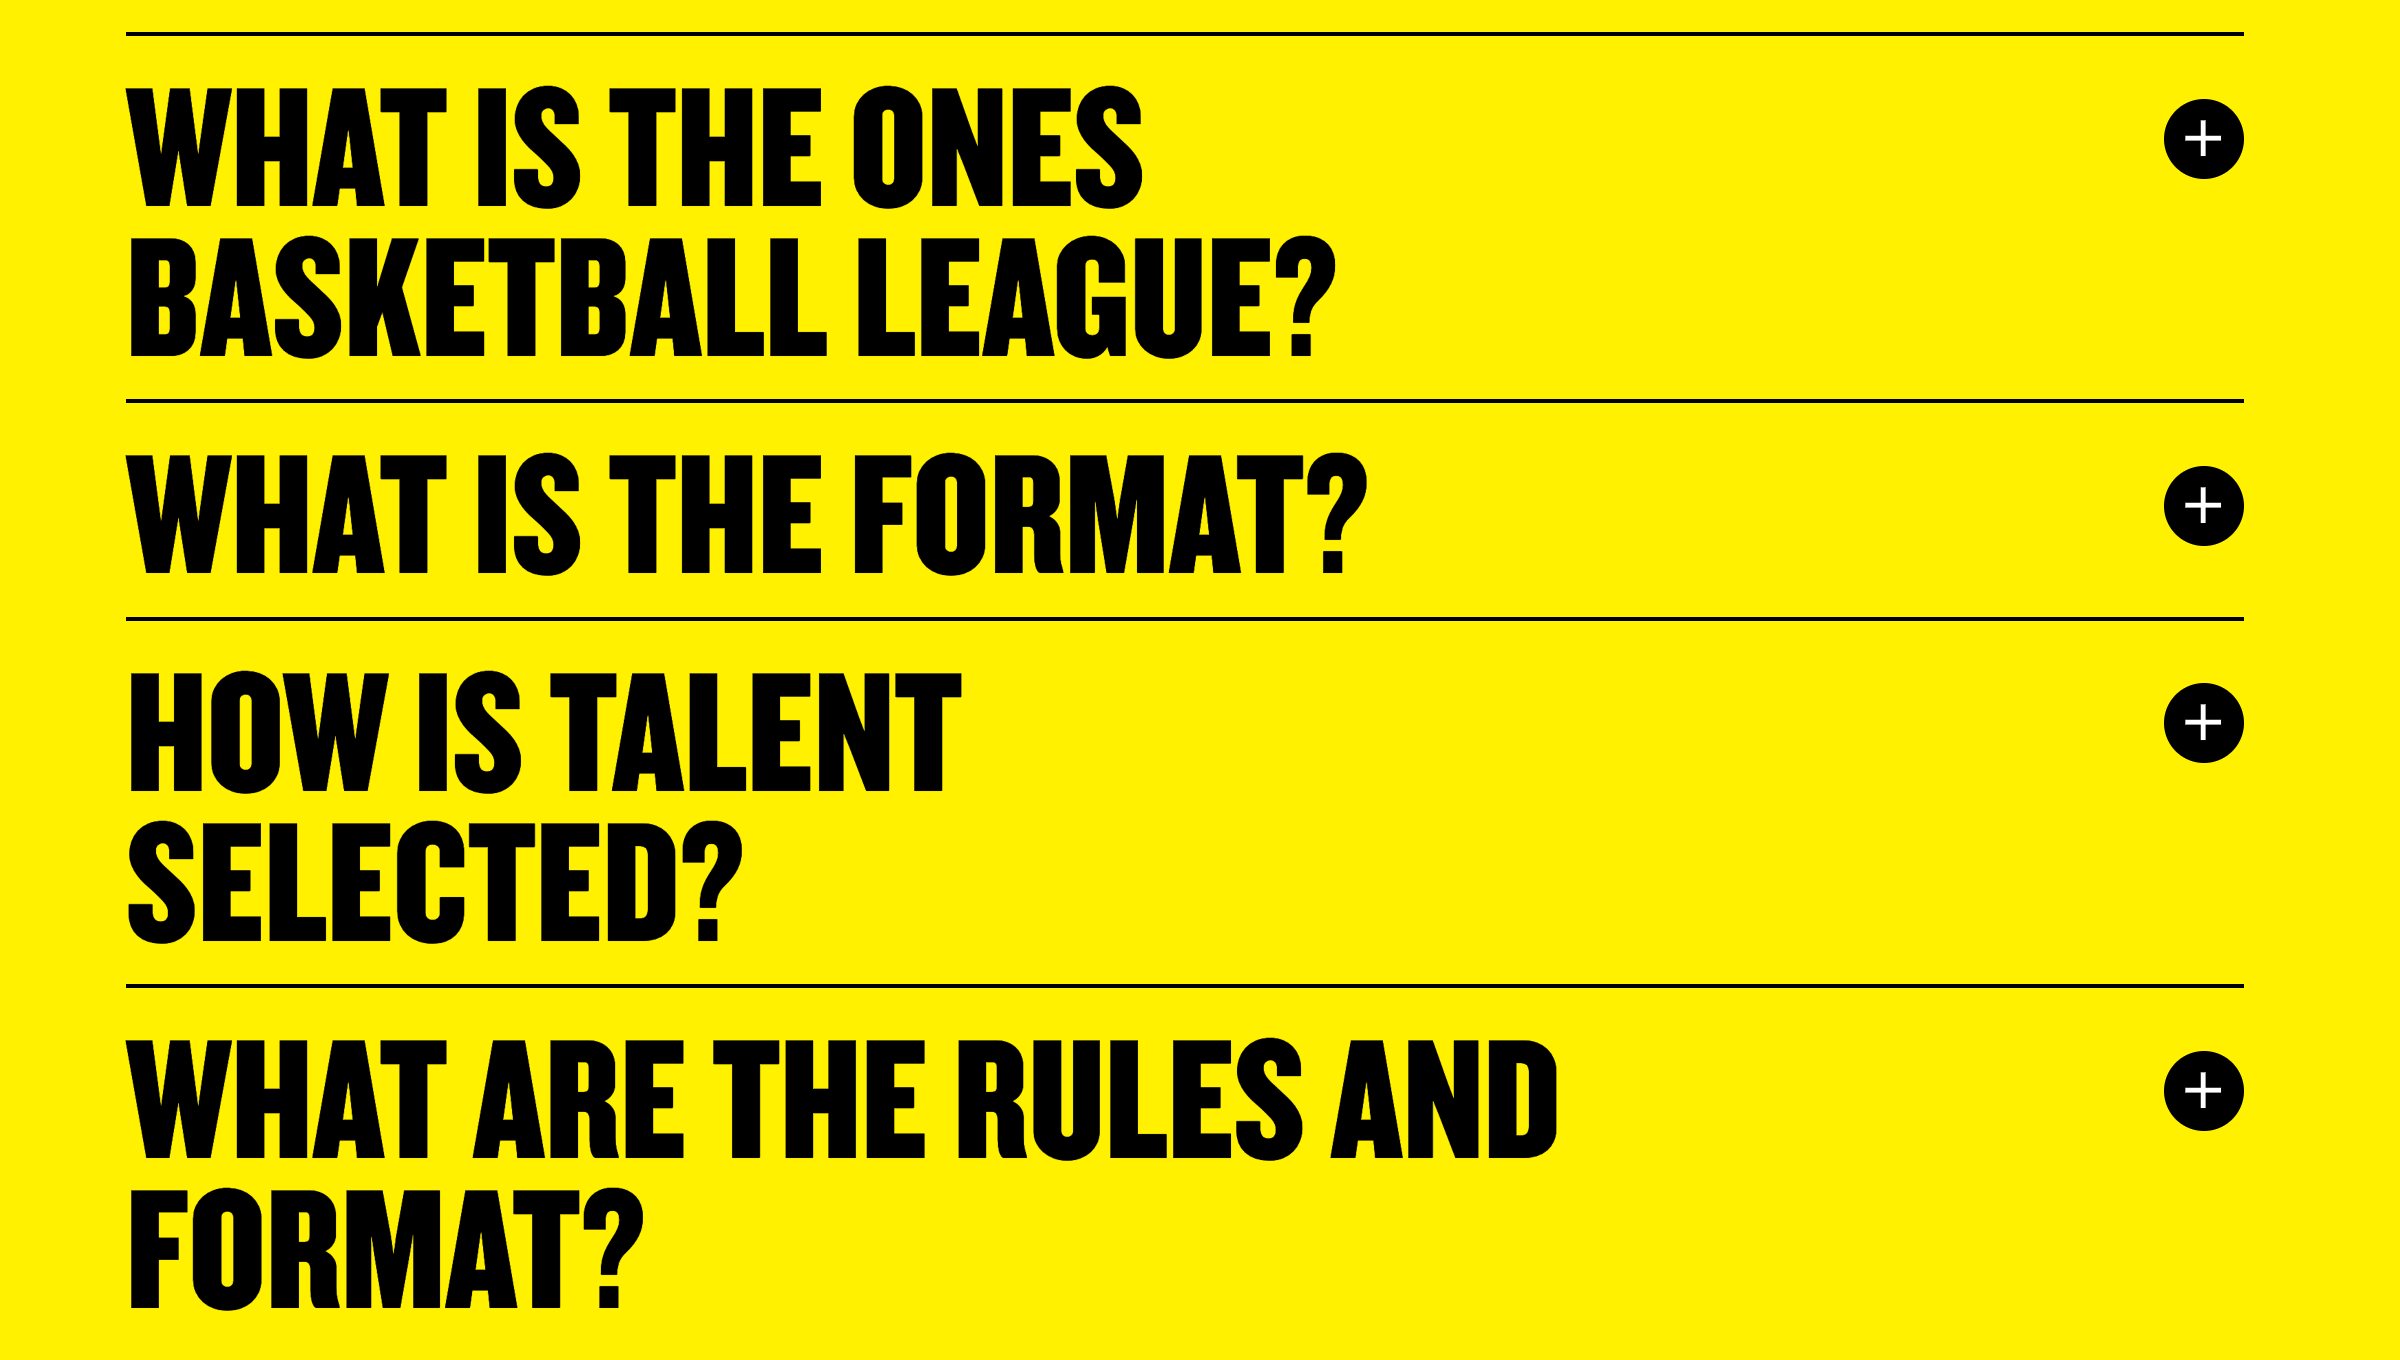 WHAT IS THE ONES
BASKETBALL LEAGUE?
WHAT IS THE FORMAT?
HOW IS TALENT
SELECTED?
WHAT ARE THE RULES AND
FORMAT?